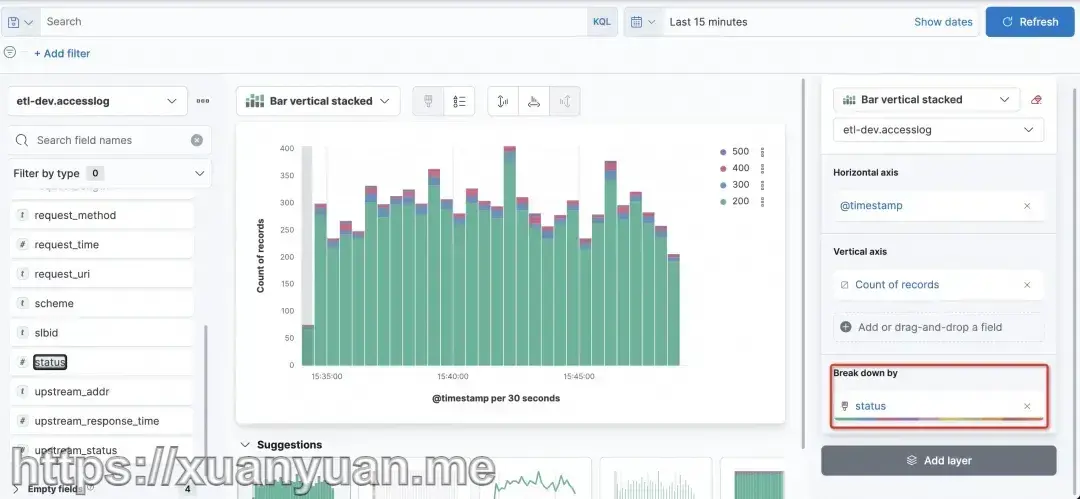 Search
KQL
Last 15 minutes
Show dates
Refresh
+ Add filter
etl-dev.accesslog
Search field names
Filter by type 0
t request_method
# request_time
t request_uri
t scheme
t slbid
# status
t upstream_addr
t upstream_response_time
t upstream_status
Empty fields 4
Bar vertical stacked
Count of records
400
350
300
250
200
150
100
50
0
15:35:00
15:40:00
15:45:00
@timestamp per 30 seconds
500
400
300
200
Suggestions
Bar vertical stacked
etl-dev.accesslog
Horizontal axis
@timestamp
Vertical axis
Count of records
Add or drag-and-drop a field
Break down by
status
Add layer
https://xuanyuan.me